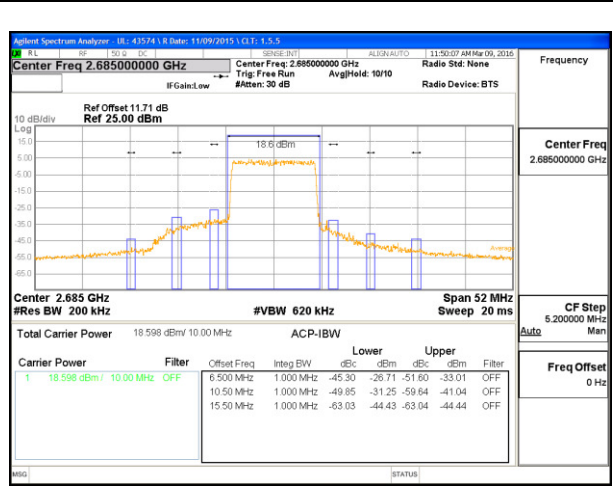 Agilent Spectrum Analyzer - UL: 43574 \ R Date: 11/09/2015 \ CLT: 1.5.5
RL RF 50 Ω DC SENSE:INT ALIGN AUTO 11:50:07 AM Mar 09, 2016
Center Freq 2.685000000 GHz
Center Freq: 2.685000000 GHz Radio Std: None
Trig: Free Run Avg|Hold: 10/10
IFGain:Low #Atten: 30 dB Radio Device: BTS
Frequency
Ref Offset 11.71 dB
10 dB/div Ref 25.00 dBm
Log
15.0
5.00
-5.00
-15.0
-25.0
-35.0
-45.0
-55.0
-65.0
18.6 dBm
Average
Center Freq
2.685000000 GHz
Center 2.685 GHz Span 52 MHz
#Res BW 200 kHz #VBW 620 kHz Sweep 20 ms
CF Step
5.200000 MHz
Auto Man
Total Carrier Power 18.598 dBm/ 10.00 MHz ACP-IBW
Lower Upper
Carrier Power Filter Offset Freq Integ BW dBc dBm dBc dBm Filter
1 18.598 dBm / 10.00 MHz OFF 6.500 MHz 1.000 MHz -45.30 -26.71 -51.60 -33.01 OFF
10.50 MHz 1.000 MHz -49.85 -31.25 -59.64 -41.04 OFF
15.50 MHz 1.000 MHz -63.03 -44.43 -63.04 -44.44 OFF
Freq Offset
0 Hz
MSG STATUS